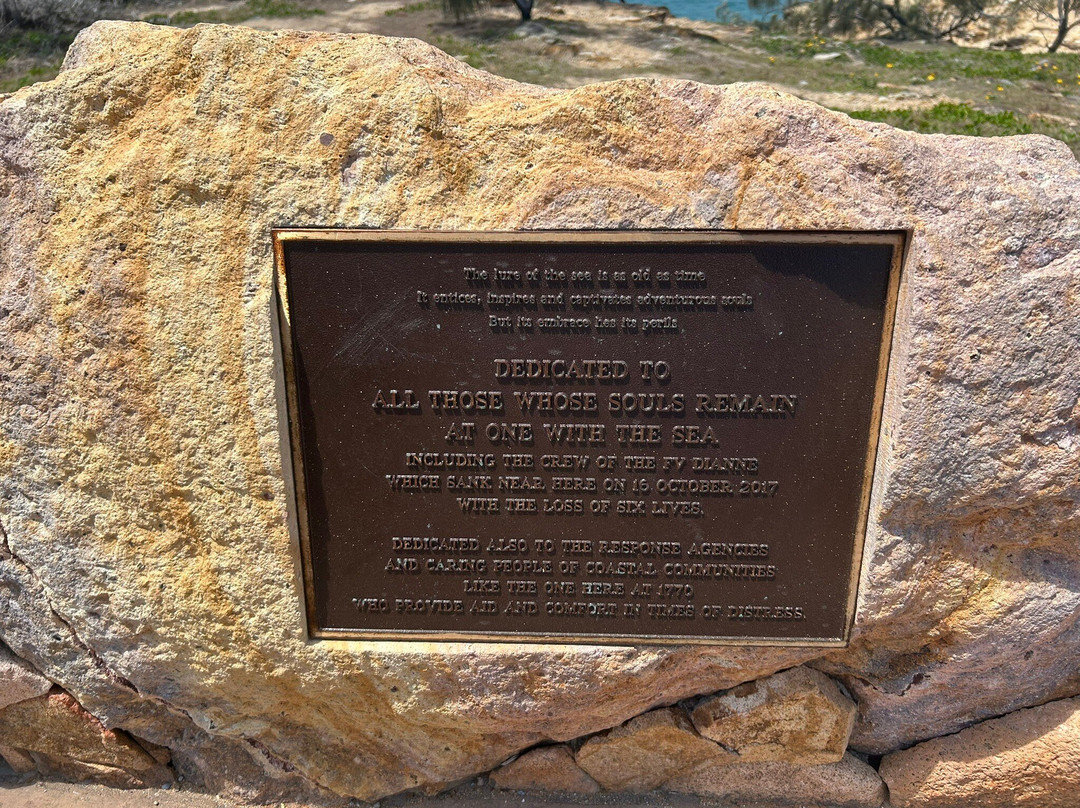 The lure of the sea is as old as time
It entices, inspires and captivates adventurous souls
But its embrace has its perils
DEDICATED TO
ALL THOSE WHOSE SOULS REMAIN
AT ONE WITH THE SEA
INCLUDING THE CREW OF THE FV DIANNE
WHICH SANK NEAR HERE ON 16 OCTOBER 2017
WITH THE LOSS OF SIX LIVES.
DEDICATED ALSO TO THE RESPONSE AGENCIES
AND CARING PEOPLE OF COASTAL COMMUNITIES
LIKE THE ONE HERE AT 1770
WHO PROVIDE AID AND COMFORT IN TIMES OF DISTRESS.